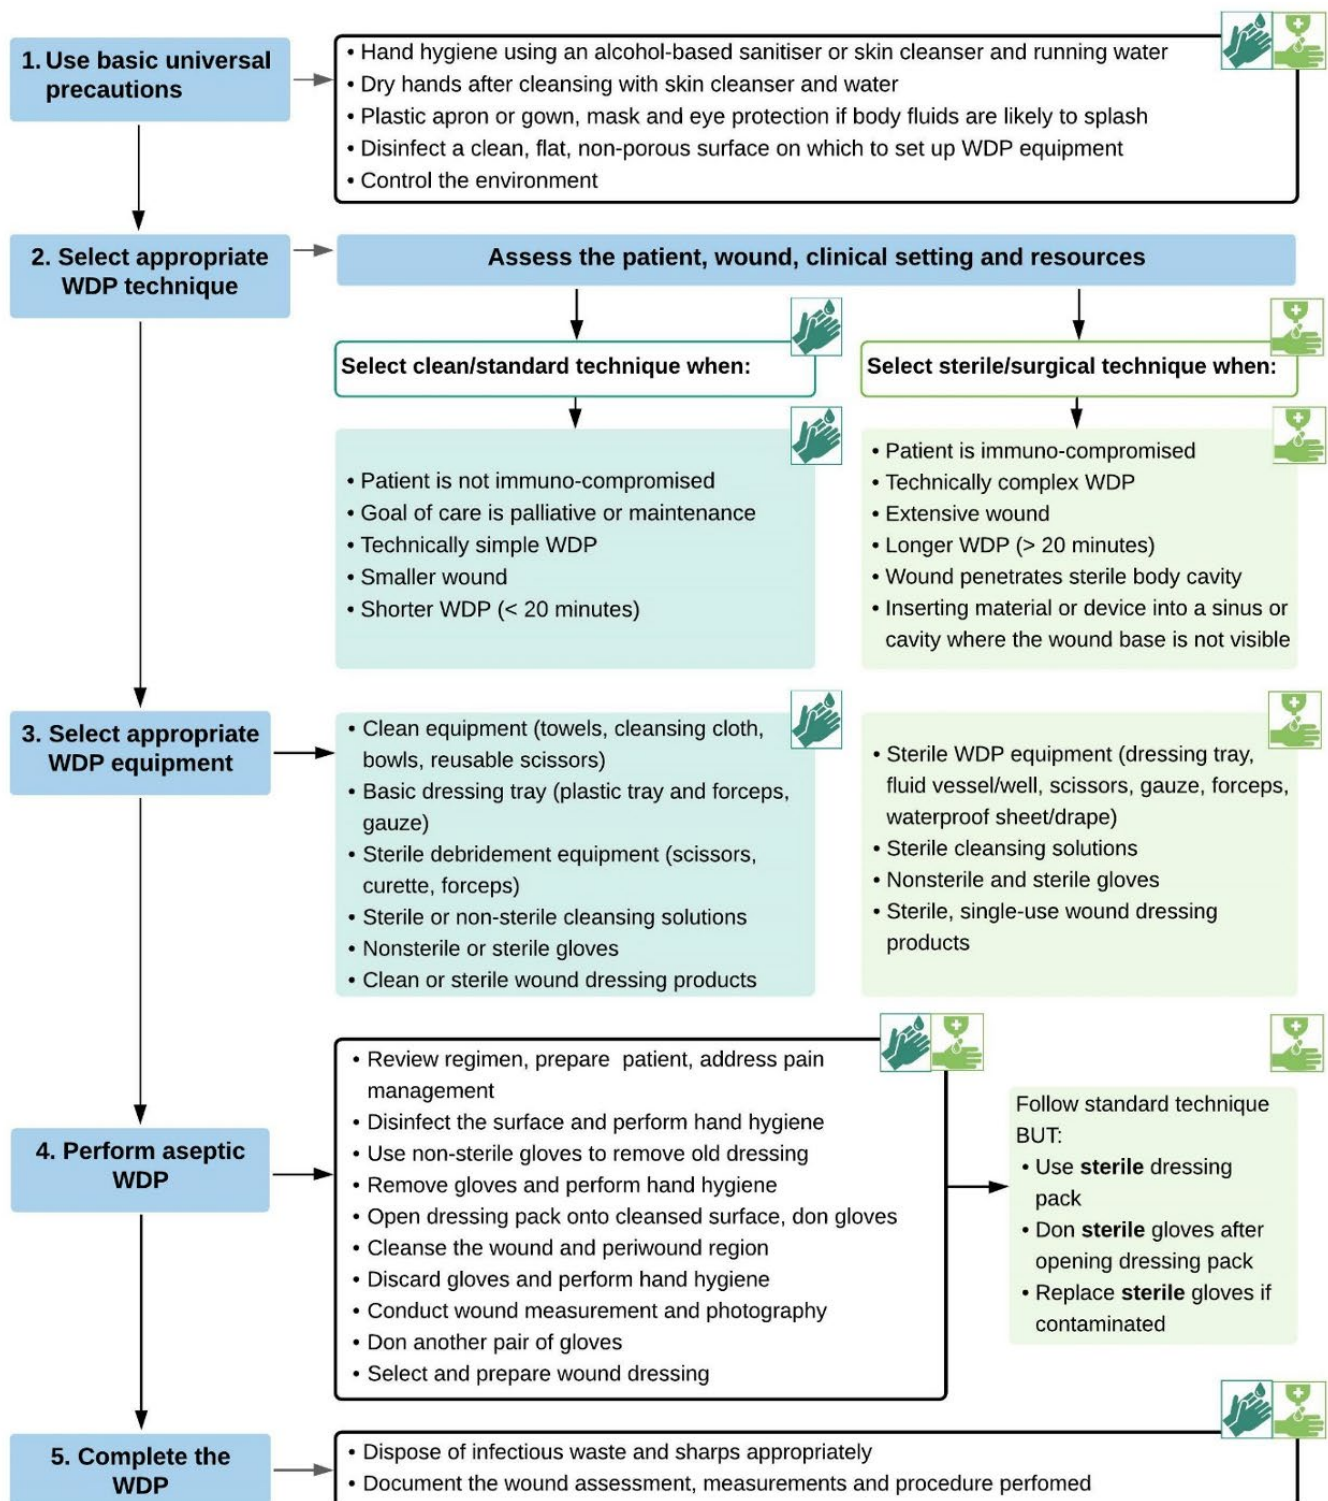 1. Use basic universal
precautions
• Hand hygiene using an alcohol-based sanitiser or skin cleanser and running water
• Dry hands after cleansing with skin cleanser and water
• Plastic apron or gown, mask and eye protection if body fluids are likely to splash
• Disinfect a clean, flat, non-porous surface on which to set up WDP equipment
• Control the environment
2. Select appropriate
WDP technique
Assess the patient, wound, clinical setting and resources
Select clean/standard technique when:
• Patient is not immuno-compromised
• Goal of care is palliative or maintenance
• Technically simple WDP
• Smaller wound
• Shorter WDP (< 20 minutes)
Select sterile/surgical technique when:
• Patient is immuno-compromised
• Technically complex WDP
• Extensive wound
• Longer WDP (> 20 minutes)
• Wound penetrates sterile body cavity
• Inserting material or device into a sinus or
cavity where the wound base is not visible
3. Select appropriate
WDP equipment
• Clean equipment (towels, cleansing cloth,
bowls, reusable scissors)
• Basic dressing tray (plastic tray and forceps,
gauze)
• Sterile debridement equipment (scissors,
curette, forceps)
• Sterile or non-sterile cleansing solutions
• Nonsterile or sterile gloves
• Clean or sterile wound dressing products
• Sterile WDP equipment (dressing tray,
fluid vessel/well, scissors, gauze, forceps,
waterproof sheet/drape)
• Sterile cleansing solutions
• Nonsterile and sterile gloves
• Sterile, single-use wound dressing
products
4. Perform aseptic
WDP
• Review regimen, prepare patient, address pain
management
• Disinfect the surface and perform hand hygiene
• Use non-sterile gloves to remove old dressing
• Remove gloves and perform hand hygiene
• Open dressing pack onto cleansed surface, don gloves
• Cleanse the wound and periwound region
• Discard gloves and perform hand hygiene
• Conduct wound measurement and photography
• Don another pair of gloves
• Select and prepare wound dressing
Follow standard technique
BUT:
• Use sterile dressing
pack
• Don sterile gloves after
opening dressing pack
• Replace sterile gloves if
contaminated
5. Complete the
WDP
• Dispose of infectious waste and sharps appropriately
• Document the wound assessment, measurements and procedure perfomed